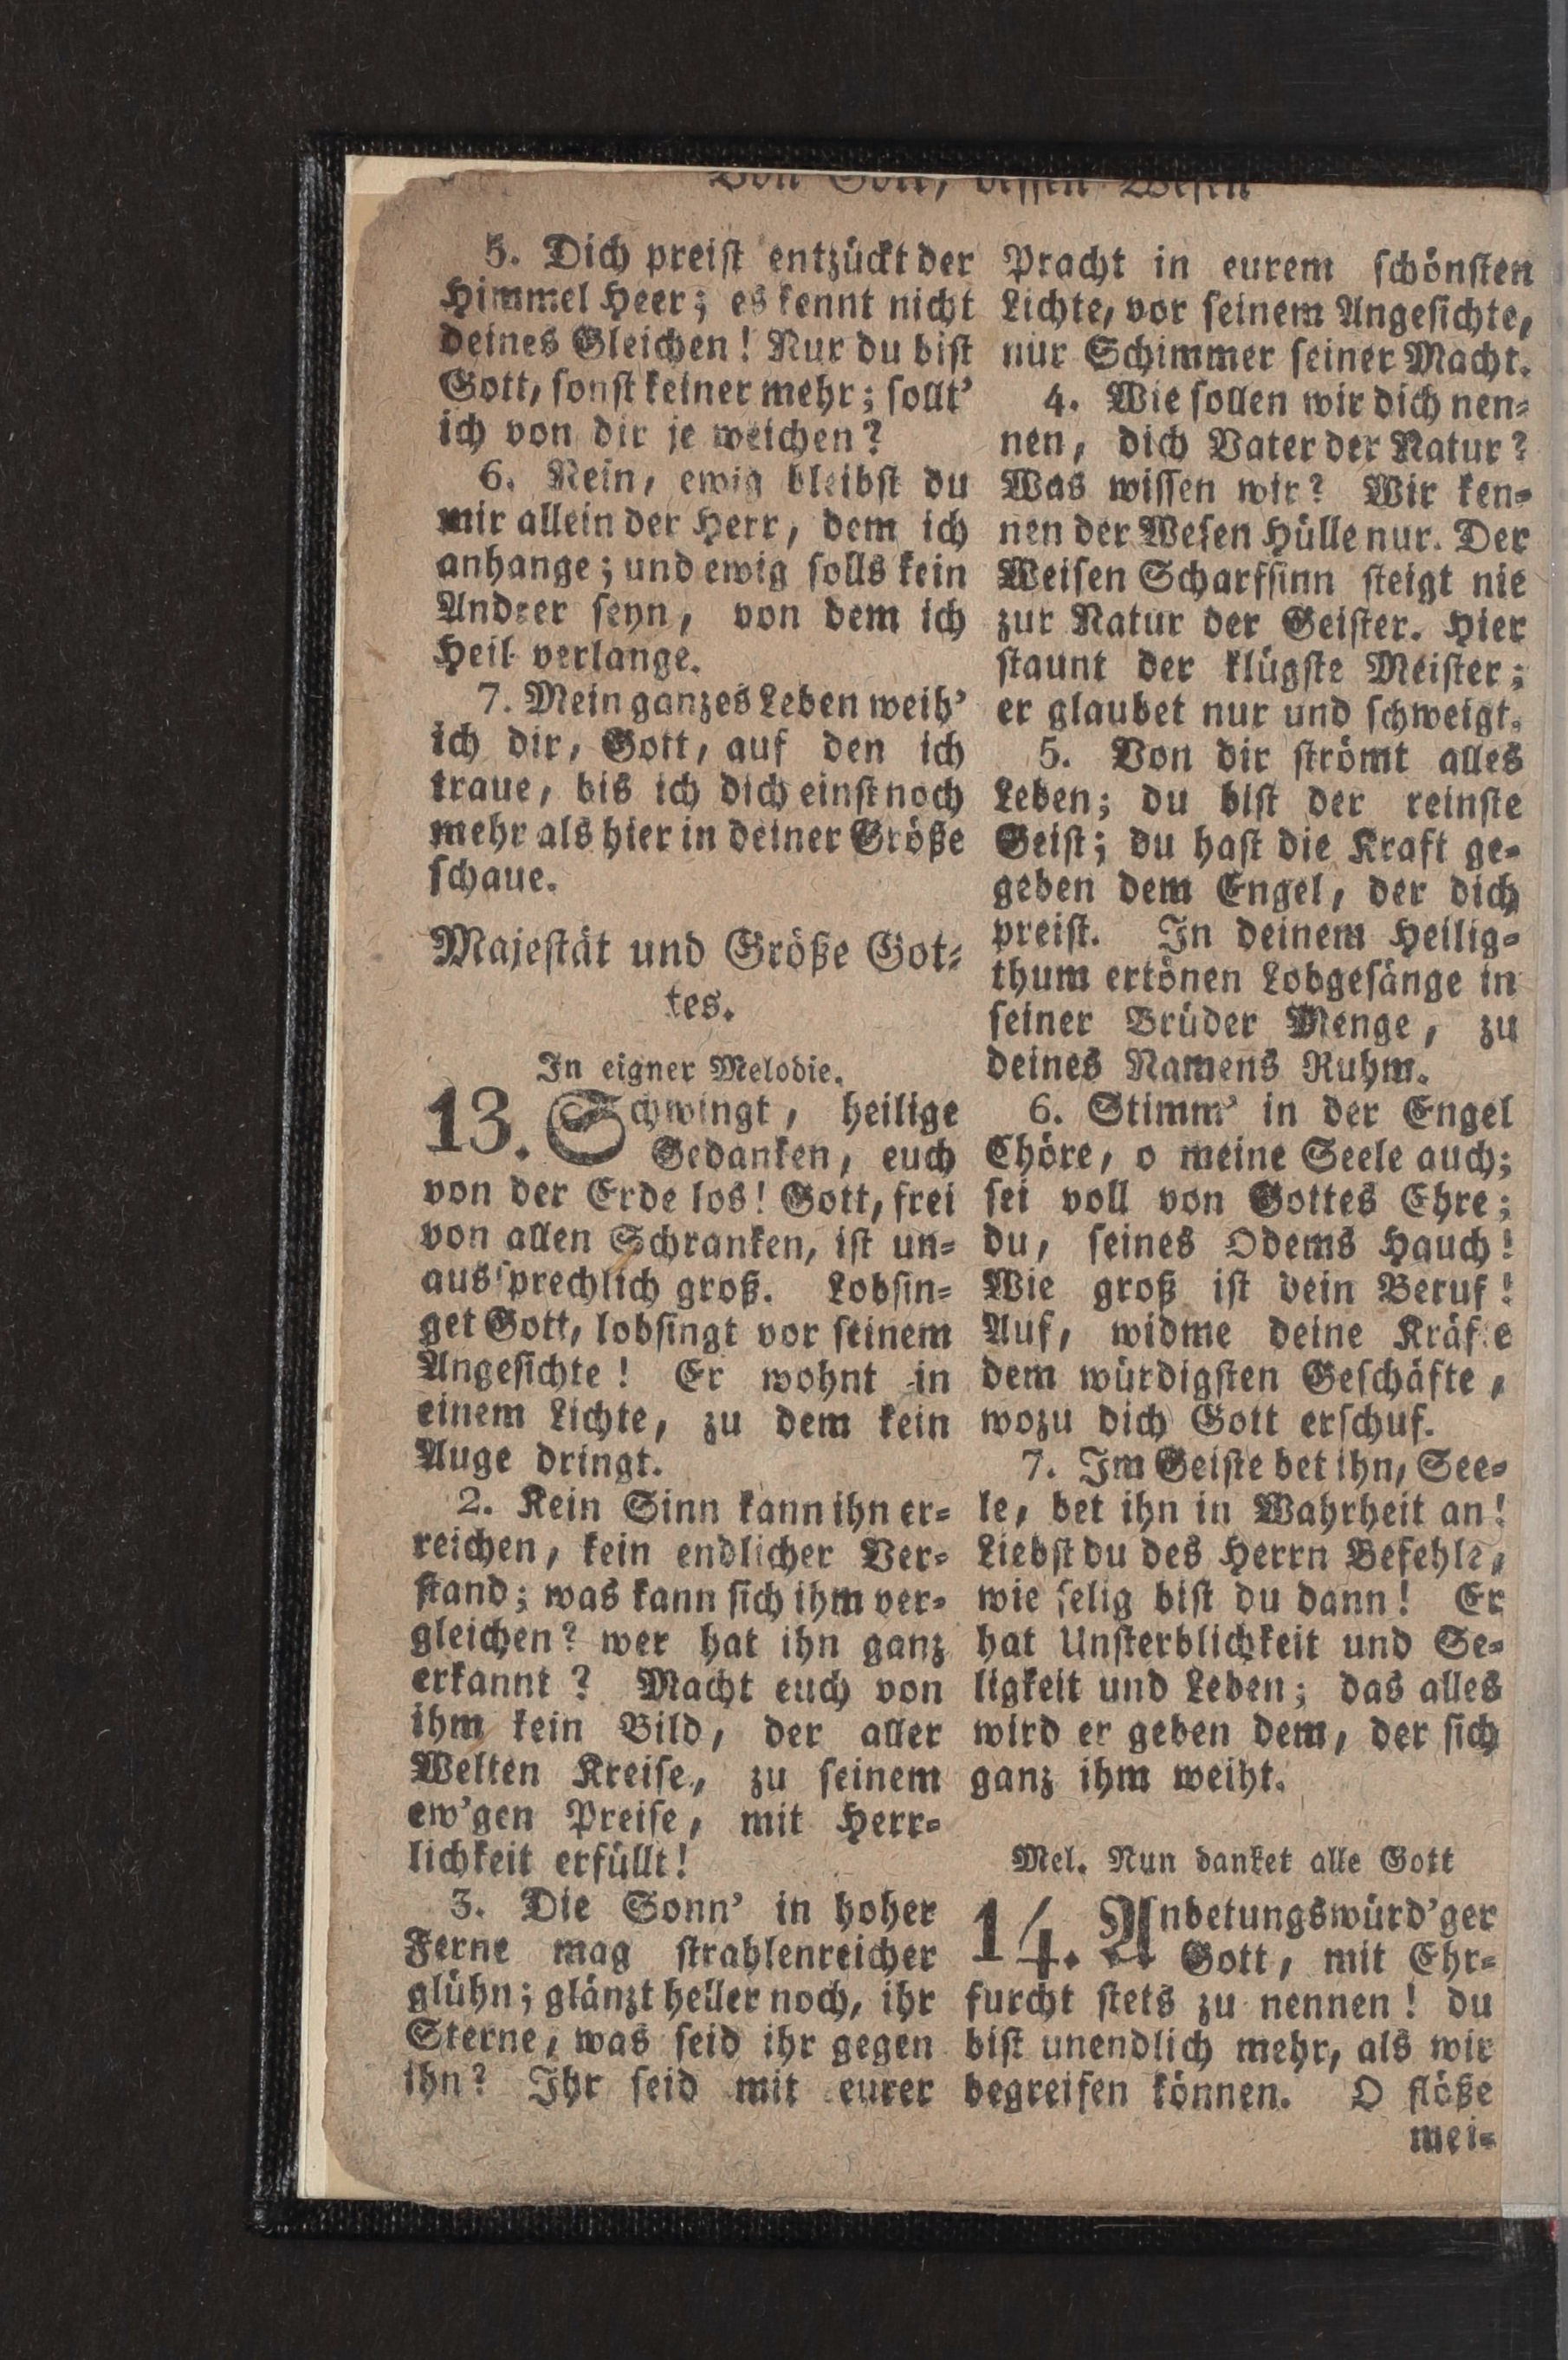 Von Gott, dessen Wesen
5. Dich preist entzückt der
Himmel Heer; es kennt nicht
deines Gleichen! Nur du bist
Gott, sonst keiner mehr; sollt'
ich von dir je weichen?
6. Nein, ewig bleibst du
mir allein der Herr, dem ich
anhange; und ewig solls kein
Andrer seyn, von dem ich
Heil verlange.
7. Mein ganzes Leben weih'
ich dir, Gott, auf den ich
traue, bis ich dich einst noch
mehr als hier in deiner Größe
schaue.
Majestät und Größe Got-
tes.
In eigner Melodie.
13. Schwingt, heilige
Gedanken, euch
von der Erde los! Gott, frei
von allen Schranken, ist un-
aussprechlich groß. Lobsin-
get Gott, lobsingt vor seinem
Angesichte! Er wohnt in
einem Lichte, zu dem kein
Auge dringt.
2. Kein Sinn kann ihn er-
reichen, kein endlicher Ver-
stand; was kann sich ihm ver-
gleichen? wer hat ihn ganz
erkannt? Macht euch von
ihm kein Bild, der aller
Welten Kreise, zu seinem
ew'gen Preise, mit Herr-
lichkeit erfüllt!
3. Die Sonn' in hoher
Ferne mag strahlenreicher
glühn; glänzt heller noch, ihr
Sterne, was seid ihr gegen
ihn? Ihr seid mit eurer
Pracht in eurem schönsten
Lichte, vor seinem Angesichte,
nur Schimmer seiner Macht.
4. Wie sollen wir dich nen-
nen, dich Vater der Natur?
Was wissen wir? Wir ken-
nen der Wesen Hülle nur. Der
Weisen Scharfsinn steigt nie
zur Natur der Geister. Hier
staunt der klügste Meister;
er glaubet nur und schweigt.
5. Von dir strömt alles
Leben; du bist der reinste
Geist; du hast die Kraft ge-
geben dem Engel, der dich
preist. In deinem Heilig-
thum ertönen Lobgesänge in
seiner Brüder Menge, zu
deines Namens Ruhm.
6. Stimm' in der Engel
Chöre, o meine Seele auch;
sei voll von Gottes Ehre;
du, seines Odems Hauch!
Wie groß ist dein Beruf!
Auf, widme deine Kräfte
dem würdigsten Geschäfte,
wozu dich Gott erschuf.
7. Im Geiste bet ihn, See-
le, bet ihn in Wahrheit an!
Liebst du des Herrn Befehle,
wie selig bist du dann! Er
hat Unsterblichkeit und Se-
ligkeit und Leben; das alles
wird er geben dem, der sich
ganz ihm weiht.
Mel. Nun danket alle Gott
14. Anbetungswürd'ger
Gott, mit Ehr-
furcht stets zu nennen! du
bist unendlich mehr, als wir
begreifen können. O flöße
mei-